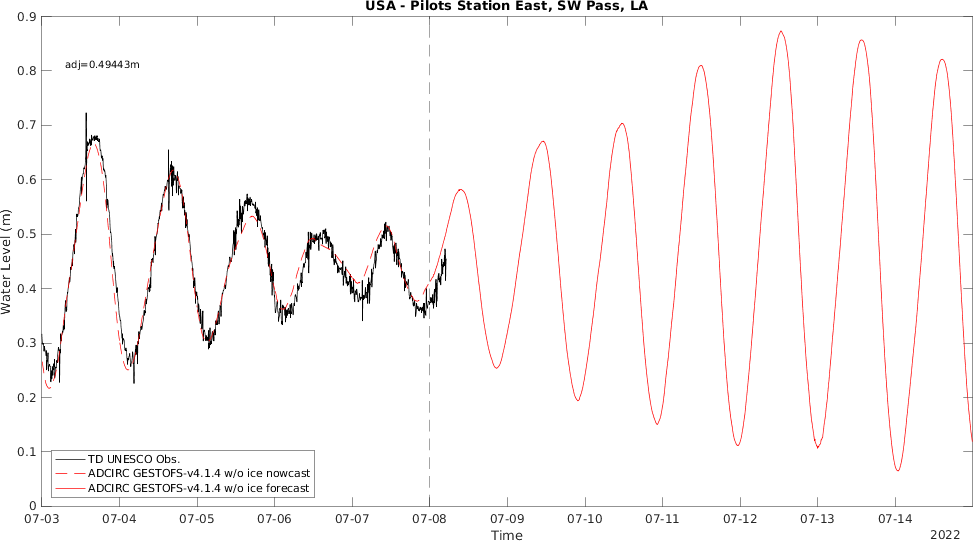 USA - Pilots Station East, SW Pass, LA
0.9
0.8
0.7
0.6
0.5
0.4
0.3
0.2
0.1
0
Water Level (m)
adj=0.49443m
TD UNESCO Obs.
ADCIRC GESTOFS-v4.1.4 w/o ice nowcast
ADCIRC GESTOFS-v4.1.4 w/o ice forecast
07-03 07-04 07-05 07-06 07-07 07-08 07-09 07-10 07-11 07-12 07-13 07-14
Time
2022